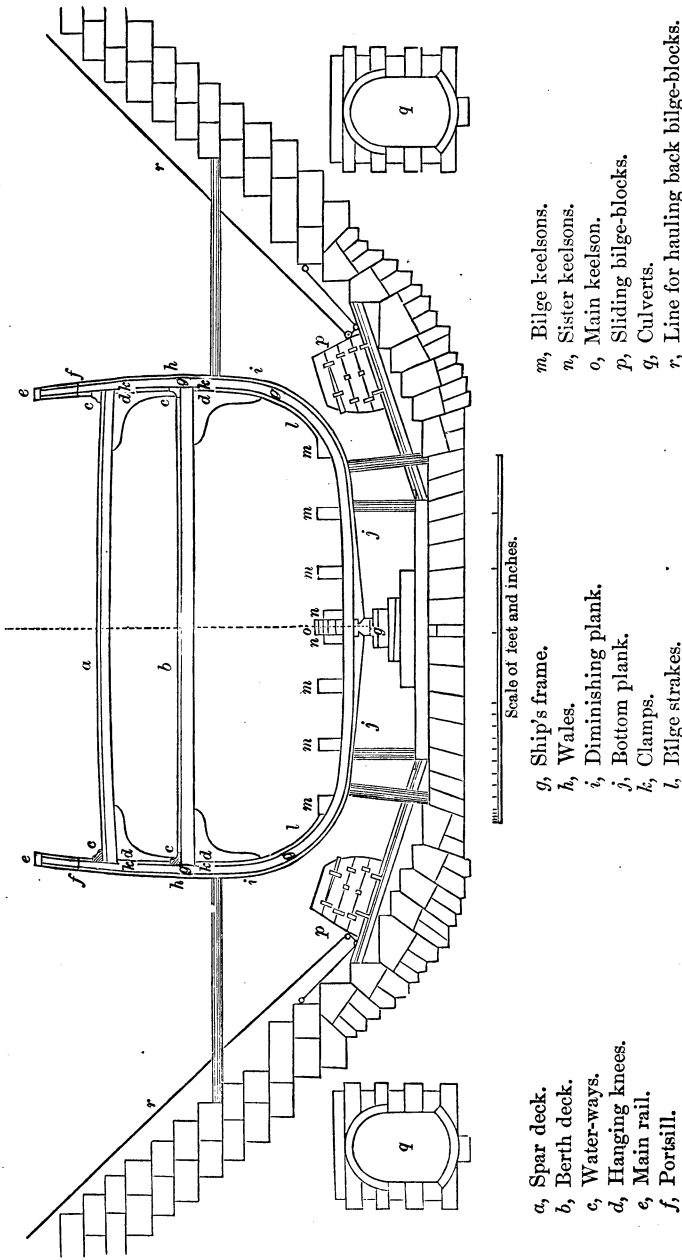 e e
f f
c a c
k d d k
h c b c h
g g
k d d k
i i
r r
g l l g
m m m n o n m m m
p p
j j
g
q q
Scale of feet and inches.
a, Spar deck.
b, Berth deck.
c, Water-ways.
d, Hanging knees.
e, Main rail.
f, Portsill.
g, Ship's frame.
h, Wales.
i, Diminishing plank.
j, Bottom plank.
k, Clamps.
l, Bilge strakes.
m, Bilge keelsons.
n, Sister keelsons.
o, Main keelson.
p, Sliding bilge-blocks.
q, Culverts.
r, Line for hauling back bilge-blocks.